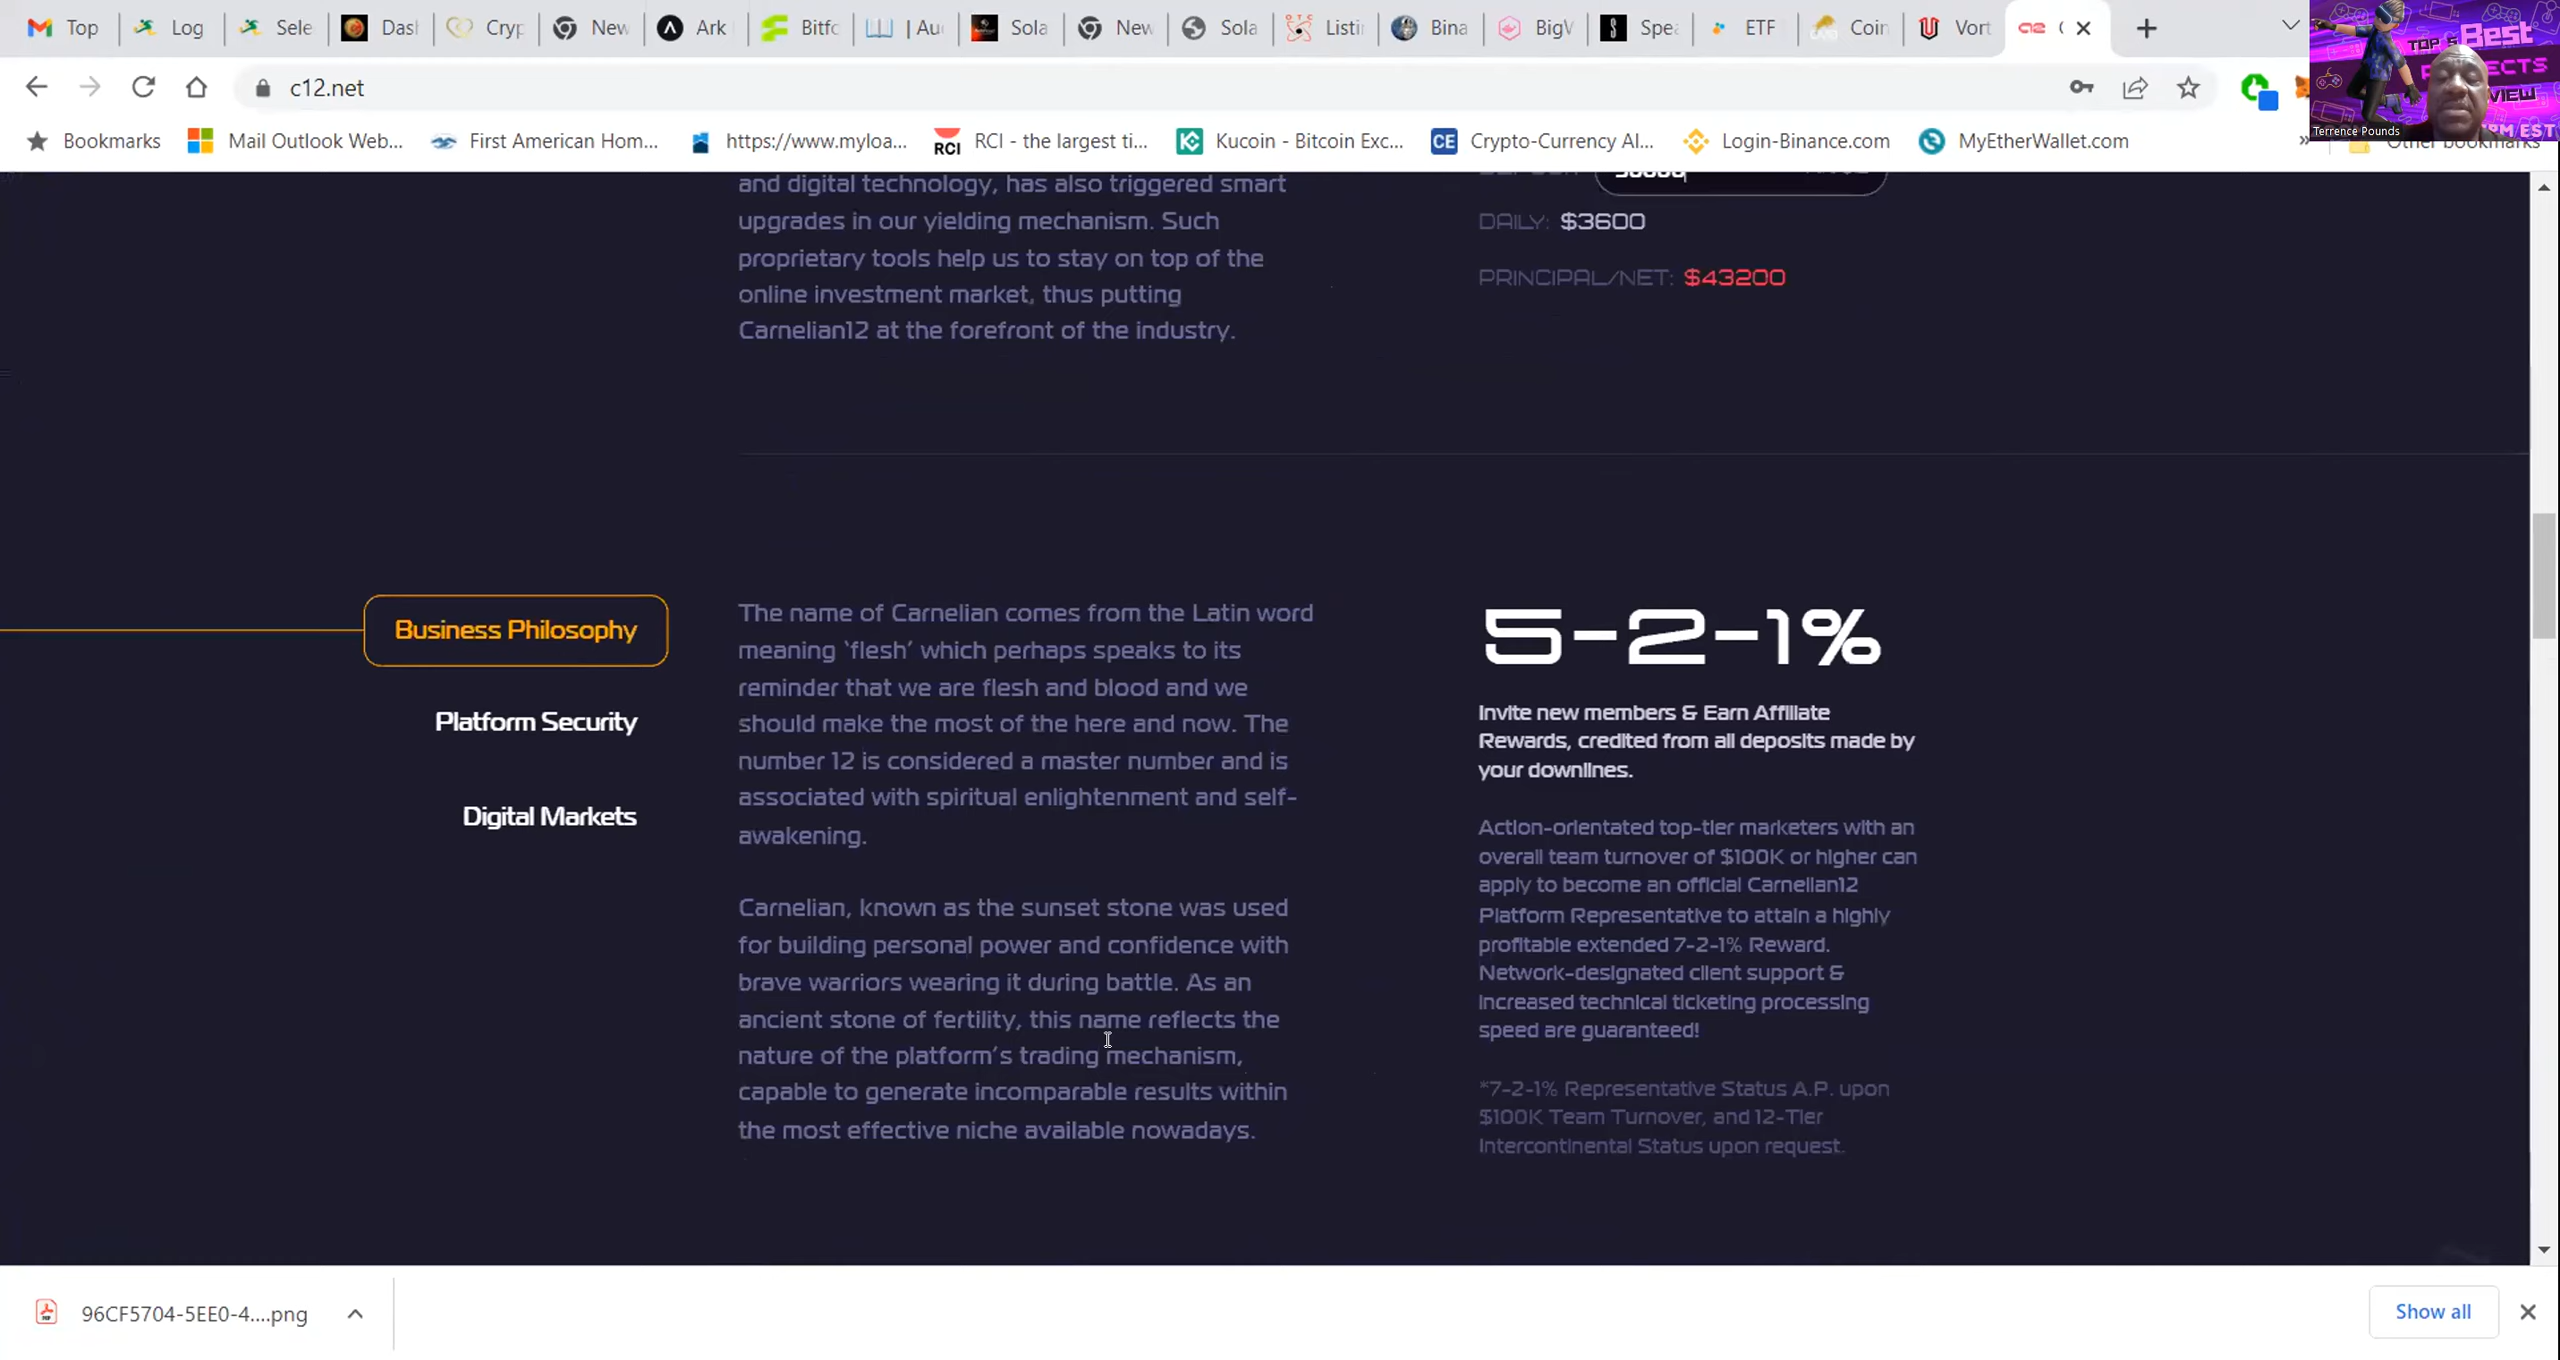 Top
Log
Sele
Dash
Cryp
New
Ark
Bitfo
| Au
Sola
New
Sola
Listi
Bina
BigV
Spea
ETF
Coin
Vort
TOP 5 Best
VIEW
Terrence Pounds
c12.net
Bookmarks
Mail Outlook Web...
First American Hom...
https://www.myloa...
RCI - the largest ti...
Kucoin - Bitcoin Exc...
Crypto-Currency Al...
Login-Binance.com
MyEtherWallet.com
Other bookmarks
and digital technology, has also triggered smart
upgrades in our yielding mechanism. Such
proprietary tools help us to stay on top of the
online investment market, thus putting
Carnelian12 at the forefront of the industry.
DAILY: $3600
PRINCIPAL/NET: $43200
Business Philosophy
Platform Security
Digital Markets
The name of Carnelian comes from the Latin word
meaning ‘flesh’ which perhaps speaks to its
reminder that we are flesh and blood and we
should make the most of the here and now. The
number 12 is considered a master number and is
associated with spiritual enlightenment and self-
awakening.
Carnelian, known as the sunset stone was used
for building personal power and confidence with
brave warriors wearing it during battle. As an
ancient stone of fertility, this name reflects the
nature of the platform’s trading mechanism,
capable to generate incomparable results within
the most effective niche available nowadays.
5-2-1%
Invite new members & Earn Affiliate
Rewards, credited from all deposits made by
your downlines.
Action-orientated top-tier marketers with an
overall team turnover of $100K or higher can
apply to become an official Carnelian12
Platform Representative to attain a highly
profitable extended 7-2-1% Reward.
Network-designated client support &
increased technical ticketing processing
speed are guaranteed!
*7-2-1% Representative Status A.P. upon
$100K Team Turnover, and 12-Tier
Intercontinental Status upon request.
96CF5704-5EE0-4....png
Show all